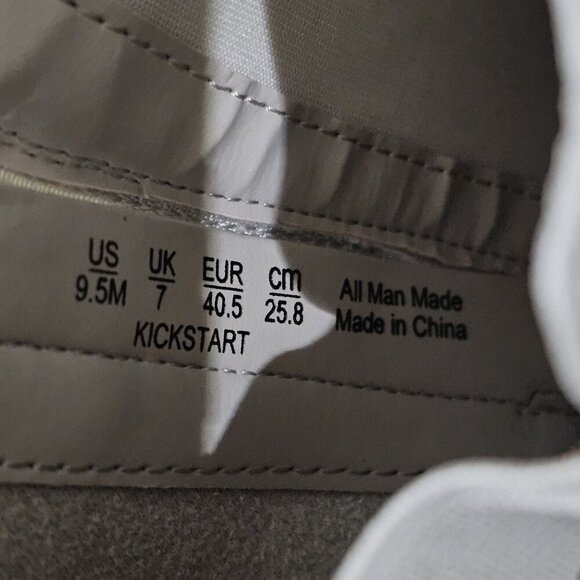 US UK EUR cm All Man Made
9.5M 7 40.5 25.8 Made in China
KICKSTART